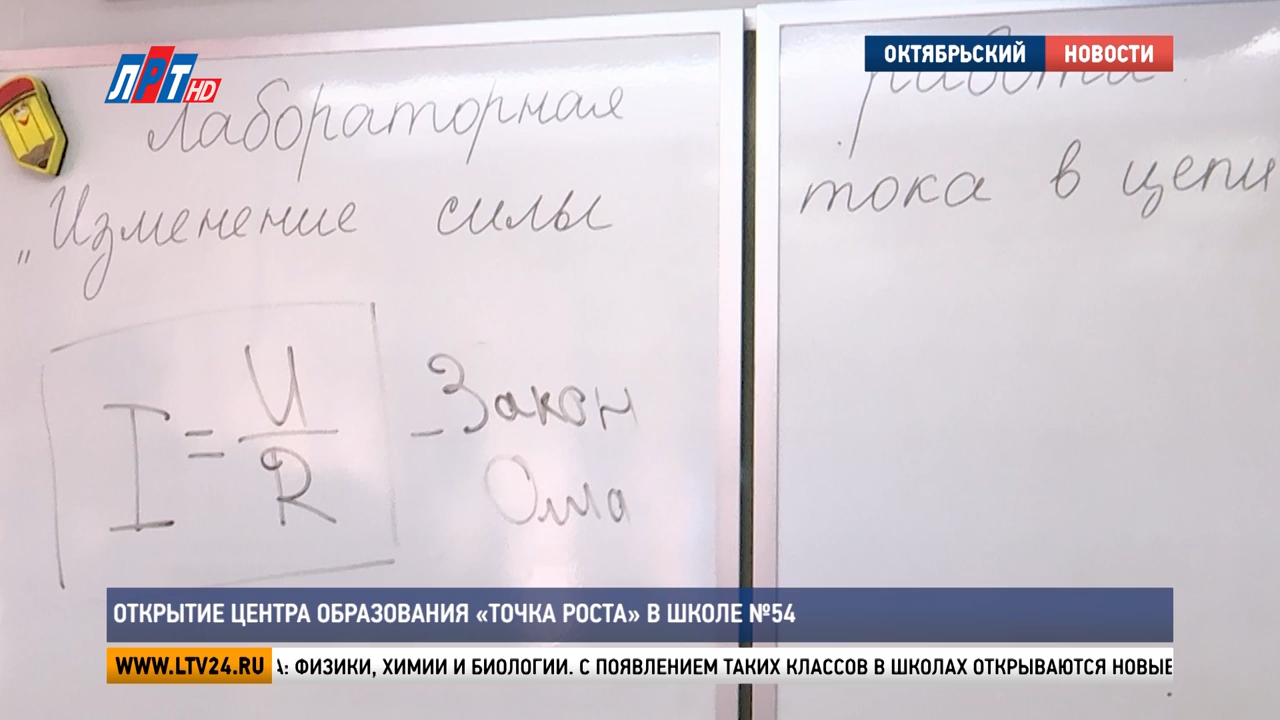 ЛРТ HD
ОКТЯБРЬСКИЙ НОВОСТИ
Лабораторная работа.
„Изменение силы тока в цепи
I = U/R - Закон
Ома
ОТКРЫТИЕ ЦЕНТРА ОБРАЗОВАНИЯ «ТОЧКА РОСТА» В ШКОЛЕ №54
WWW.LTV24.RU А: ФИЗИКИ, ХИМИИ И БИОЛОГИИ. С ПОЯВЛЕНИЕМ ТАКИХ КЛАССОВ В ШКОЛАХ ОТКРЫВАЮТСЯ НОВЫЕ